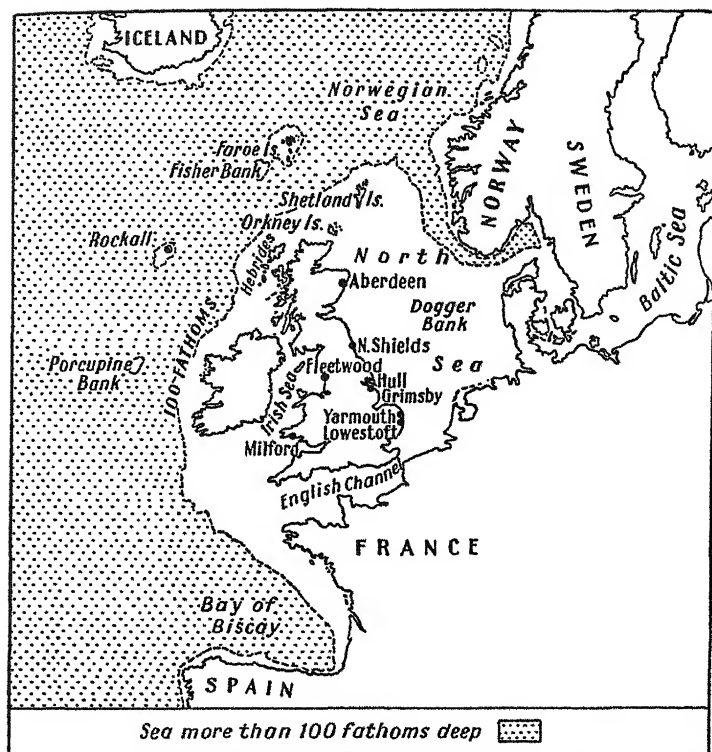 ICELAND
Norwegian
Sea
Faroe Is.
Fisher Bank
Shetland Is.
Orkney Is.
NORWAY
SWEDEN
Rockall
Hebrides
North
Sea
Baltic Sea
Aberdeen
Dogger
Bank
100 FATHOMS
N. Shields
Porcupine
Bank
Fleetwood
Irish Sea
Hull
Grimsby
Yarmouth
Lowestoft
Milford
English Channel
FRANCE
Bay of
Biscay
SPAIN
Sea more than 100 fathoms deep